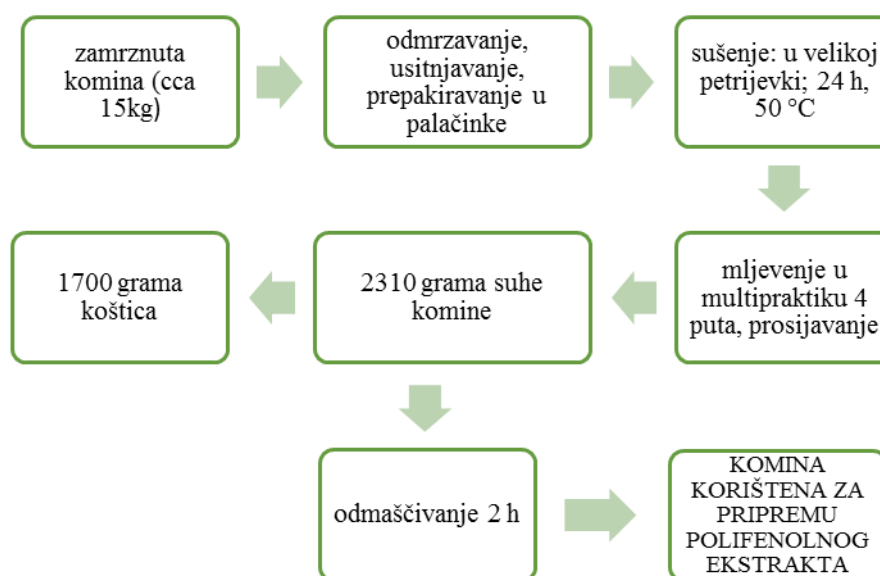 zamrznuta
komina (cca
15kg)
odmrzavanje,
usitnjavanje,
prepakiravanje u
palačinke
sušenje: u velikoj
petrijevki; 24 h,
50 °C
mljevenje u
multipraktiku 4
puta, prosijavanje
2310 grama suhe
komine
1700 grama
koštica
odmaščivanje 2 h
KOMINA
KORIŠTENA ZA
PRIPREMU
POLIFENOLNOG
EKSTRAKTA